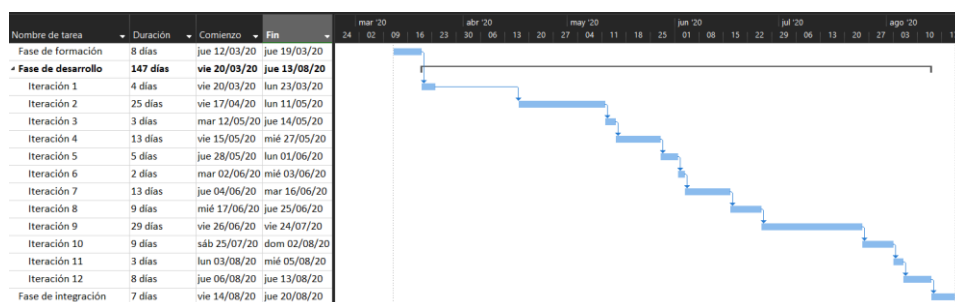 mar '20 abr '20 may '20 jun '20 jul '20 ago '20
Nombre de tarea Duración Comienzo Fin 24 02 09 16 23 30 06 13 20 27 04 11 18 25 01 08 15 22 29 06 13 20 27 03 10 17
Fase de formación 8 días jue 12/03/20 jue 19/03/20
Fase de desarrollo 147 días vie 20/03/20 jue 13/08/20
Iteración 1 4 días vie 20/03/20 lun 23/03/20
Iteración 2 25 días vie 17/04/20 lun 11/05/20
Iteración 3 3 días mar 12/05/20 jue 14/05/20
Iteración 4 13 días vie 15/05/20 mié 27/05/20
Iteración 5 5 días jue 28/05/20 lun 01/06/20
Iteración 6 2 días mar 02/06/20 mié 03/06/20
Iteración 7 13 días jue 04/06/20 mar 16/06/20
Iteración 8 9 días mié 17/06/20 jue 25/06/20
Iteración 9 29 días vie 26/06/20 vie 24/07/20
Iteración 10 9 días sáb 25/07/20 dom 02/08/20
Iteración 11 3 días lun 03/08/20 mié 05/08/20
Iteración 12 8 días jue 06/08/20 jue 13/08/20
Fase de integración 7 días vie 14/08/20 jue 20/08/20